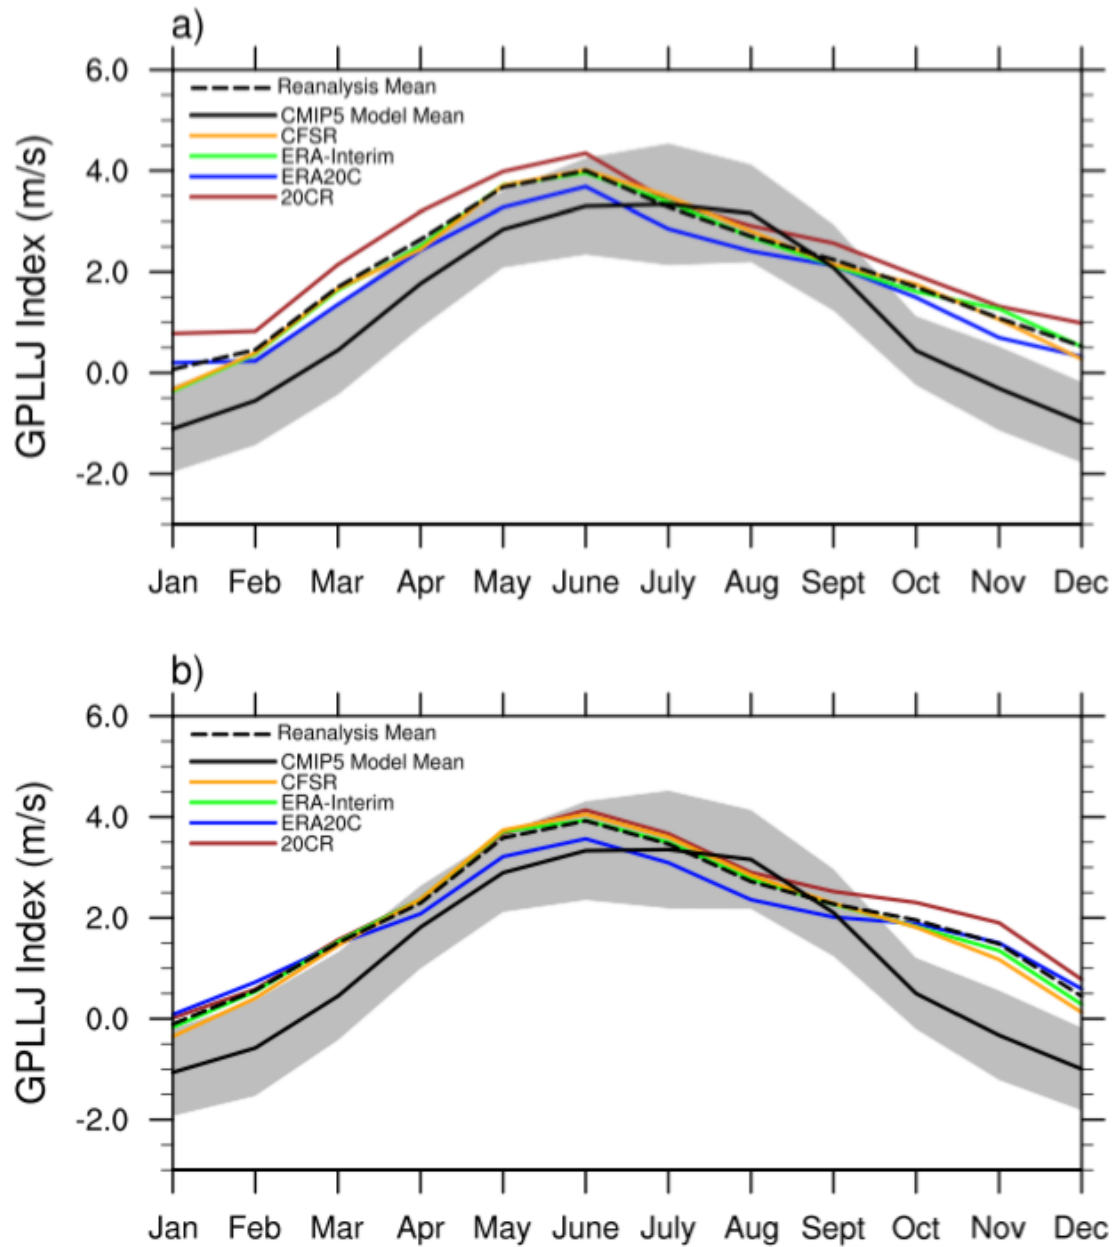 a)
6.0
4.0
2.0
0.0
-2.0
GPLLJ Index (m/s)
Reanalysis Mean
CMIP5 Model Mean
CFSR
ERA-Interim
ERA20C
20CR
Jan Feb Mar Apr May June July Aug Sept Oct Nov Dec
b)
6.0
4.0
2.0
0.0
-2.0
GPLLJ Index (m/s)
Reanalysis Mean
CMIP5 Model Mean
CFSR
ERA-Interim
ERA20C
20CR
Jan Feb Mar Apr May June July Aug Sept Oct Nov Dec